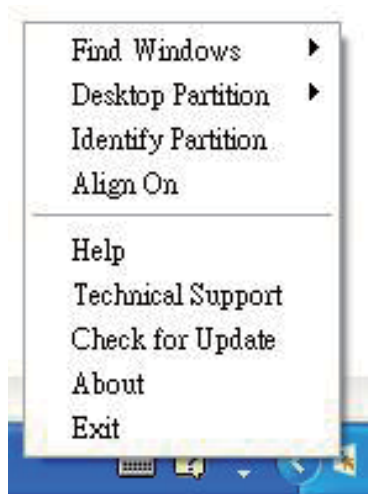 Find Windows
Desktop Partition
Identify Partition
Align On
Help
Technical Support
Check for Update
About
Exit